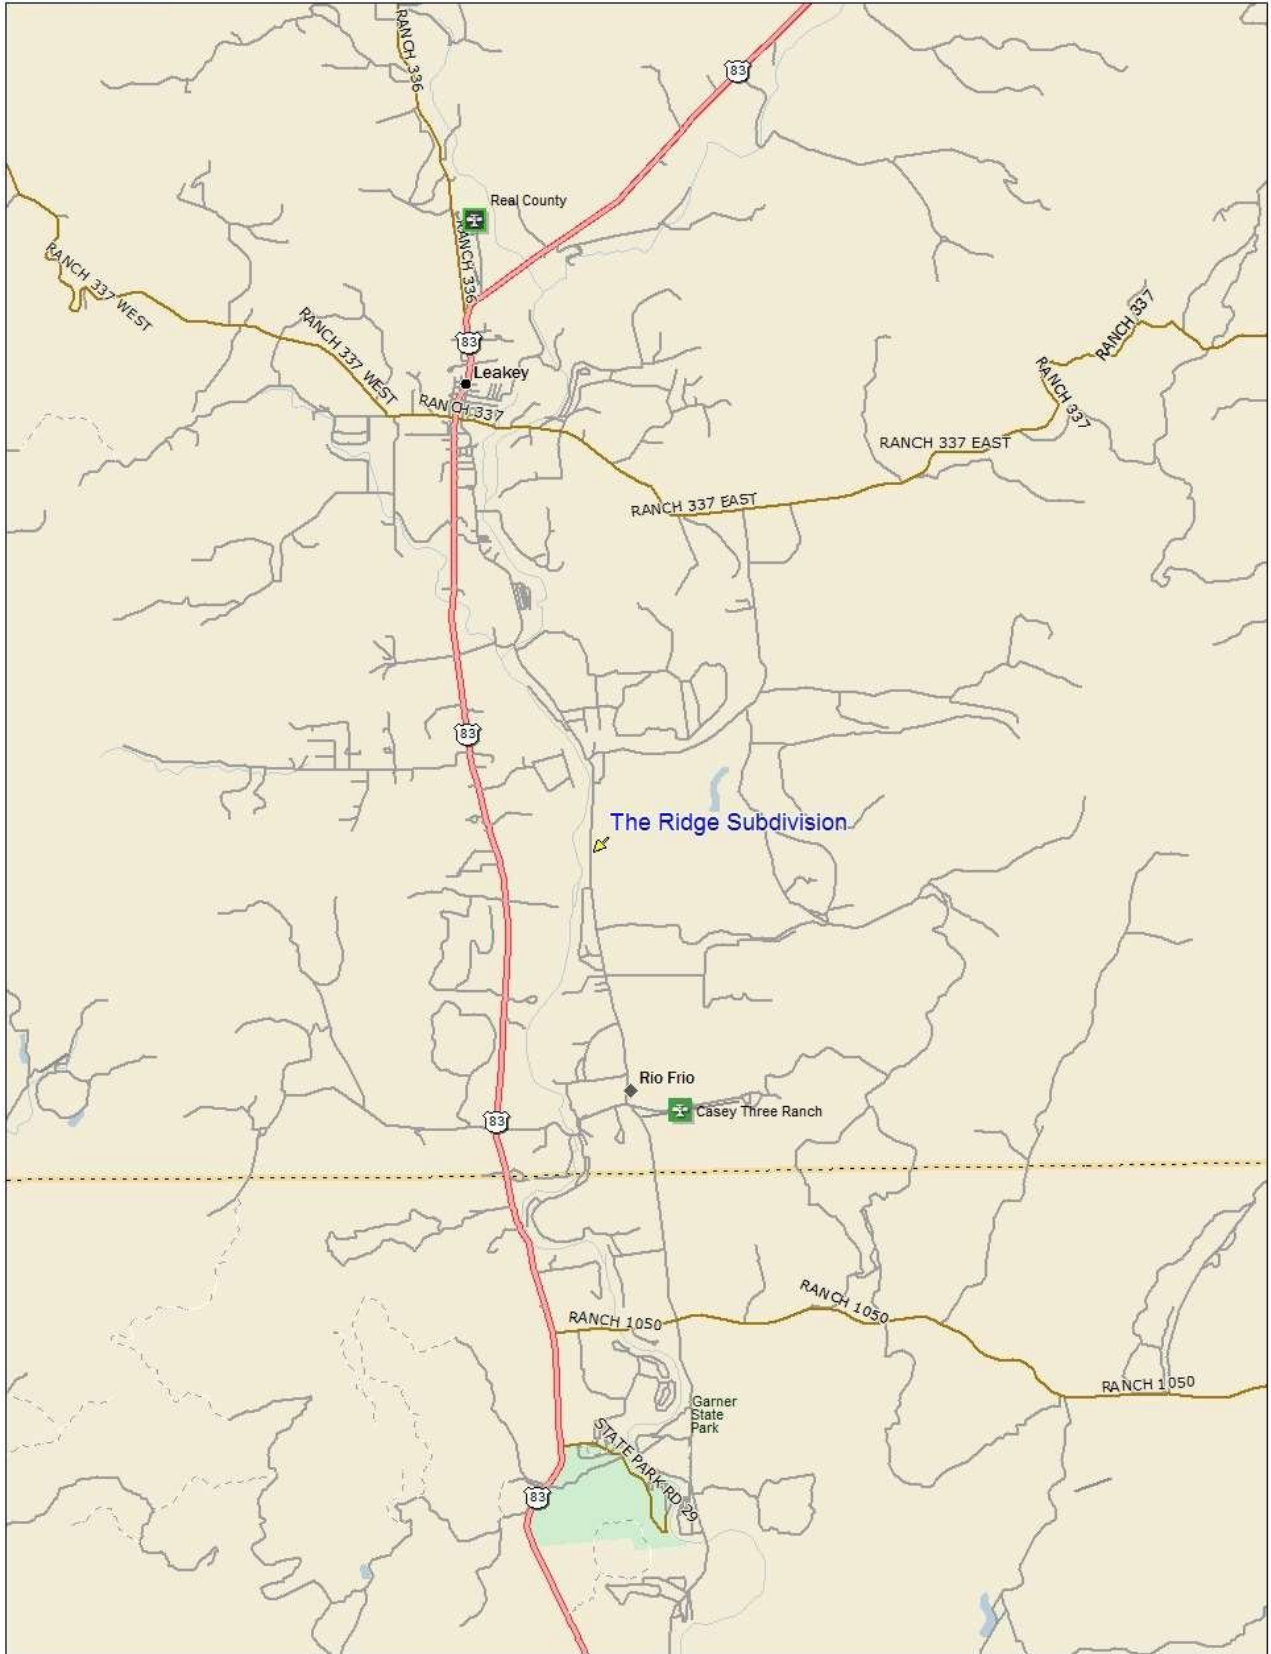 RANCH 336
83
Real County
RANCH 336
RANCH 337 WEST
RANCH 337 WEST
RANCH 337
83
Leakey
RANCH 337
RANCH 337
RANCH 337 EAST
RANCH 337 EAST
83
The Ridge Subdivision
Rio Frio
Casey Three Ranch
83
RANCH 1050
RANCH 1050
RANCH 1050
Garner
State
Park
STATE PARK RD 29
83